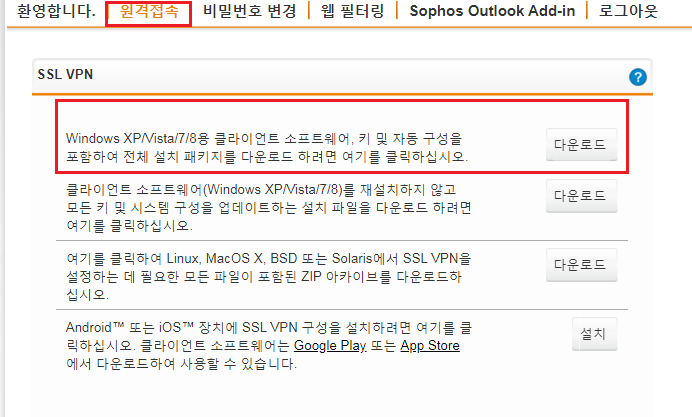 환영합니다. | 원격접속 | 비밀번호 변경 | 웹 필터링 | Sophos Outlook Add-in | 로그아웃
SSL VPN ?
Windows XP/Vista/7/8용 클라이언트 소프트웨어, 키 및 자동 구성을
포함하여 전체 설치 패키지를 다운로드 하려면 여기를 클릭하십시오.
다운로드
클라이언트 소프트웨어(Windows XP/Vista/7/8)를 재설치하지 않고
모든 키 및 시스템 구성을 업데이트하는 설치 파일을 다운로드 하려면
여기를 클릭하십시오.
다운로드
여기를 클릭하여 Linux, MacOS X, BSD 또는 Solaris에서 SSL VPN을
설정하는 데 필요한 모든 파일이 포함된 ZIP 아카이브를 다운로드하
십시오.
다운로드
Android™ 또는 iOS™ 장치에 SSL VPN 구성을 설치하려면 여기를 클
릭하십시오. 클라이언트 소프트웨어는 Google Play 또는 App Store
에서 다운로드하여 사용할 수 있습니다.
설치